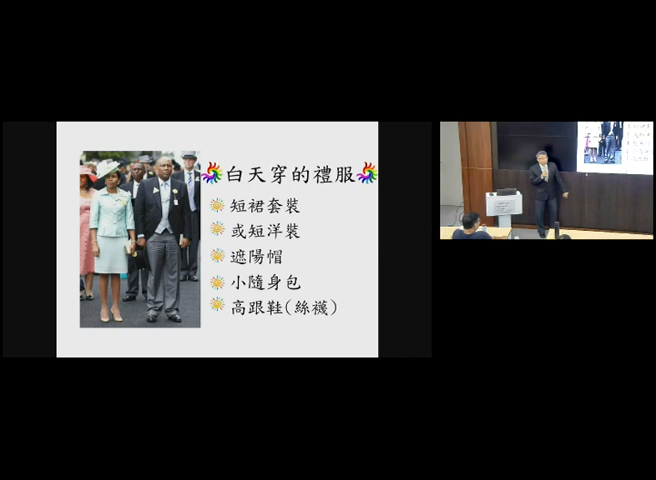 白天穿的禮服
短裙套裝
或短洋裝
遮陽帽
小隨身包
高跟鞋(絲襪)